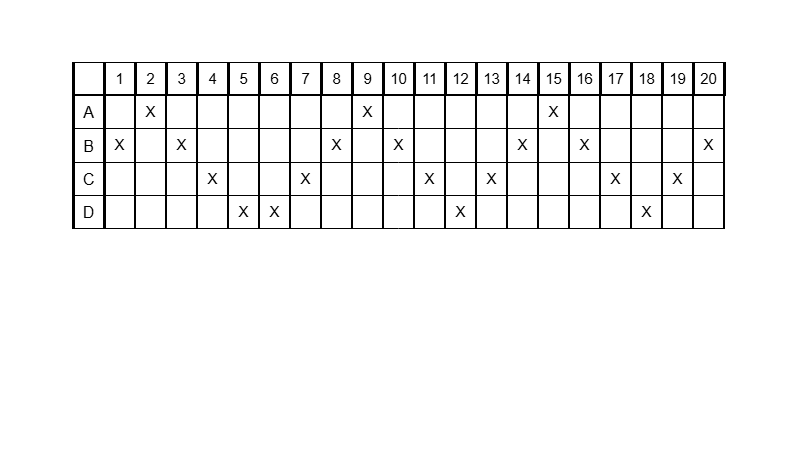 1 2 3 4 5 6 7 8 9 10 11 12 13 14 15 16 17 18 19 20
A X X X
B X X X X X X X
C X X X X X X
D X X X X